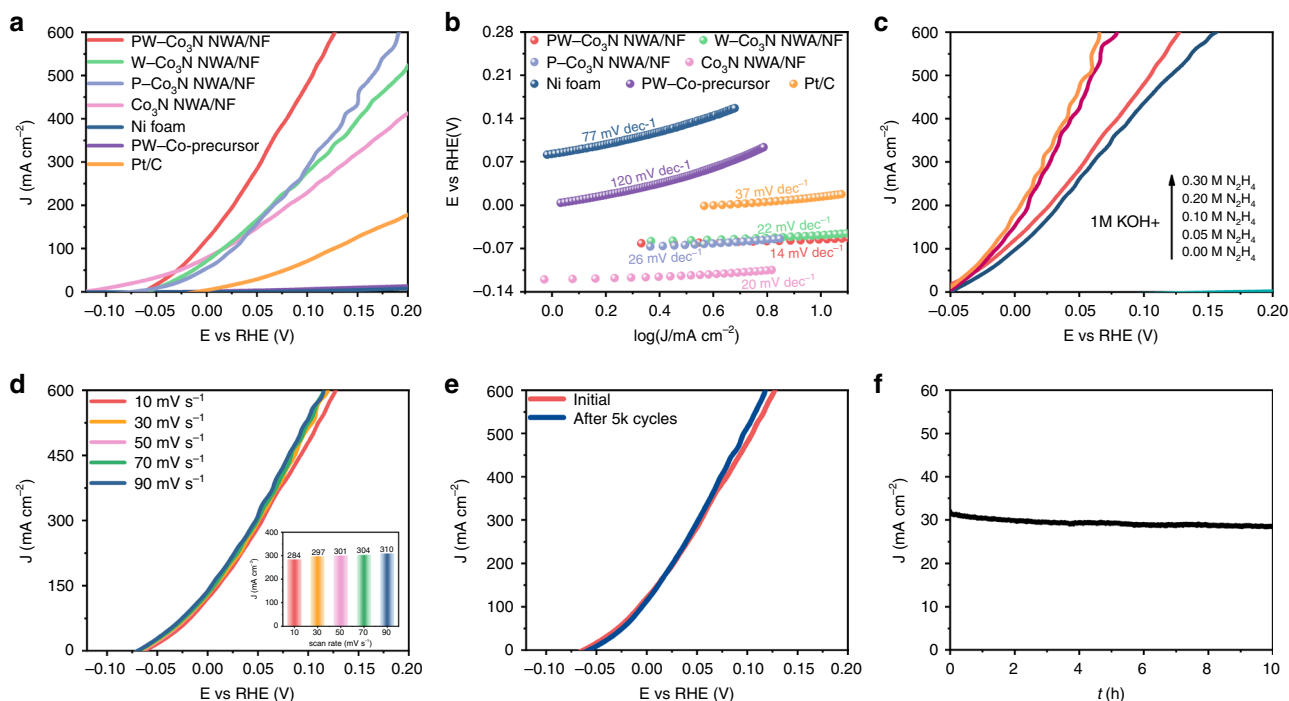 a
J (mA cm⁻²)
600
500
400
300
200
100
0
PW–Co₃N NWA/NF
W–Co₃N NWA/NF
P–Co₃N NWA/NF
Co₃N NWA/NF
Ni foam
PW–Co-precursor
Pt/C
−0.10 −0.05 0.00 0.05 0.10 0.15 0.20
E vs RHE (V)
b
E vs RHE(V)
0.28
0.21
0.14
0.07
0.00
−0.07
−0.14
PW–Co₃N NWA/NF W–Co₃N NWA/NF
P–Co₃N NWA/NF Co₃N NWA/NF
Ni foam PW–Co-precursor Pt/C
77 mV dec-1
120 mV dec-1
37 mV dec⁻¹
22 mV dec⁻¹
26 mV dec⁻¹ 14 mV dec⁻¹
20 mV dec⁻¹
0.0 0.2 0.4 0.6 0.8 1.0
log(J/mA cm⁻²)
c
J (mA cm⁻²)
600
500
400
300
200
100
0
1M KOH+
0.30 M N₂H₄
0.20 M N₂H₄
0.10 M N₂H₄
0.05 M N₂H₄
0.00 M N₂H₄
−0.05 0.00 0.05 0.10 0.15 0.20
E vs RHE (V)
d
J (mA cm⁻²)
600
450
300
150
0
10 mV s⁻¹
30 mV s⁻¹
50 mV s⁻¹
70 mV s⁻¹
90 mV s⁻¹
J (mA cm⁻²)
400
300
200
100
0
284 297 301 304 310
10 30 50 70 90
scan rate (mV s⁻¹)
−0.10 −0.05 0.00 0.05 0.10 0.15 0.20
E vs RHE (V)
e
J (mA cm⁻²)
600
500
400
300
200
100
0
Initial
After 5k cycles
−0.10 −0.05 0.00 0.05 0.10 0.15 0.20
E vs RHE (V)
f
J (mA cm⁻²)
60
50
40
30
20
10
0
0 2 4 6 8 10
t (h)